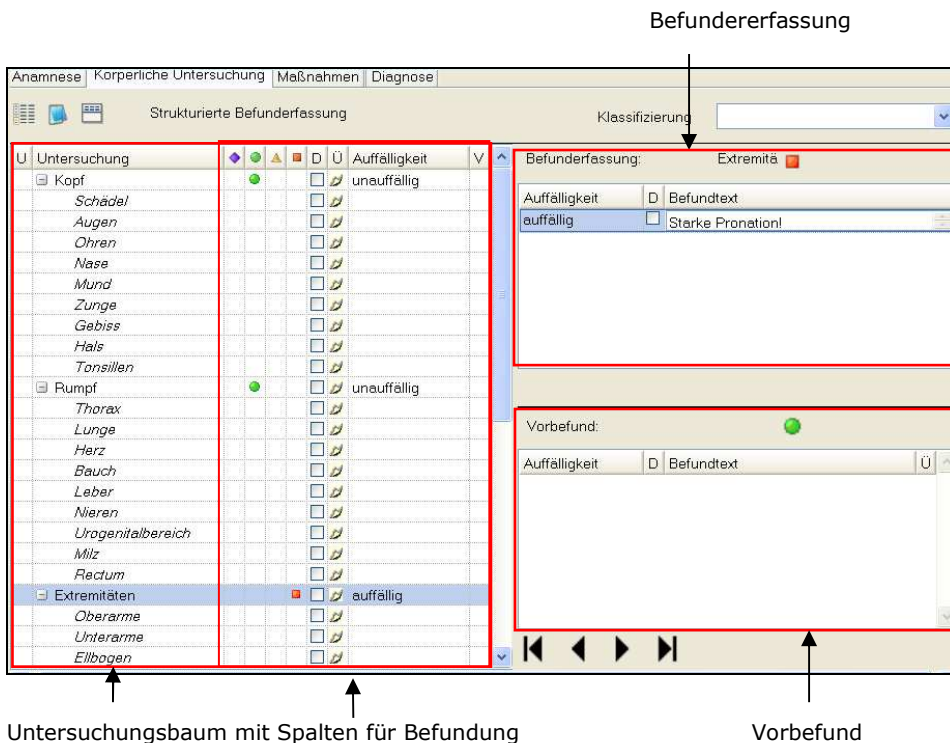 Befundererfassung
Anamnese Körperliche Untersuchung Maßnahmen Diagnose
Strukturierte Befunderfassung
Klassifizierung
U Untersuchung D Ü Auffälligkeit V
Kopf unauffällig
Schädel
Augen
Ohren
Nase
Mund
Zunge
Gebiss
Hals
Tonsillen
Rumpf unauffällig
Thorax
Lunge
Herz
Bauch
Leber
Nieren
Urogenitalbereich
Milz
Rectum
Extremitäten auffällig
Oberarme
Unterarme
Ellbogen
Befunderfassung: Extremitä
Auffälligkeit D Befundtext
auffällig Starke Pronation!
Vorbefund:
Auffälligkeit D Befundtext Ü
Untersuchungsbaum mit Spalten für Befundung
Vorbefund